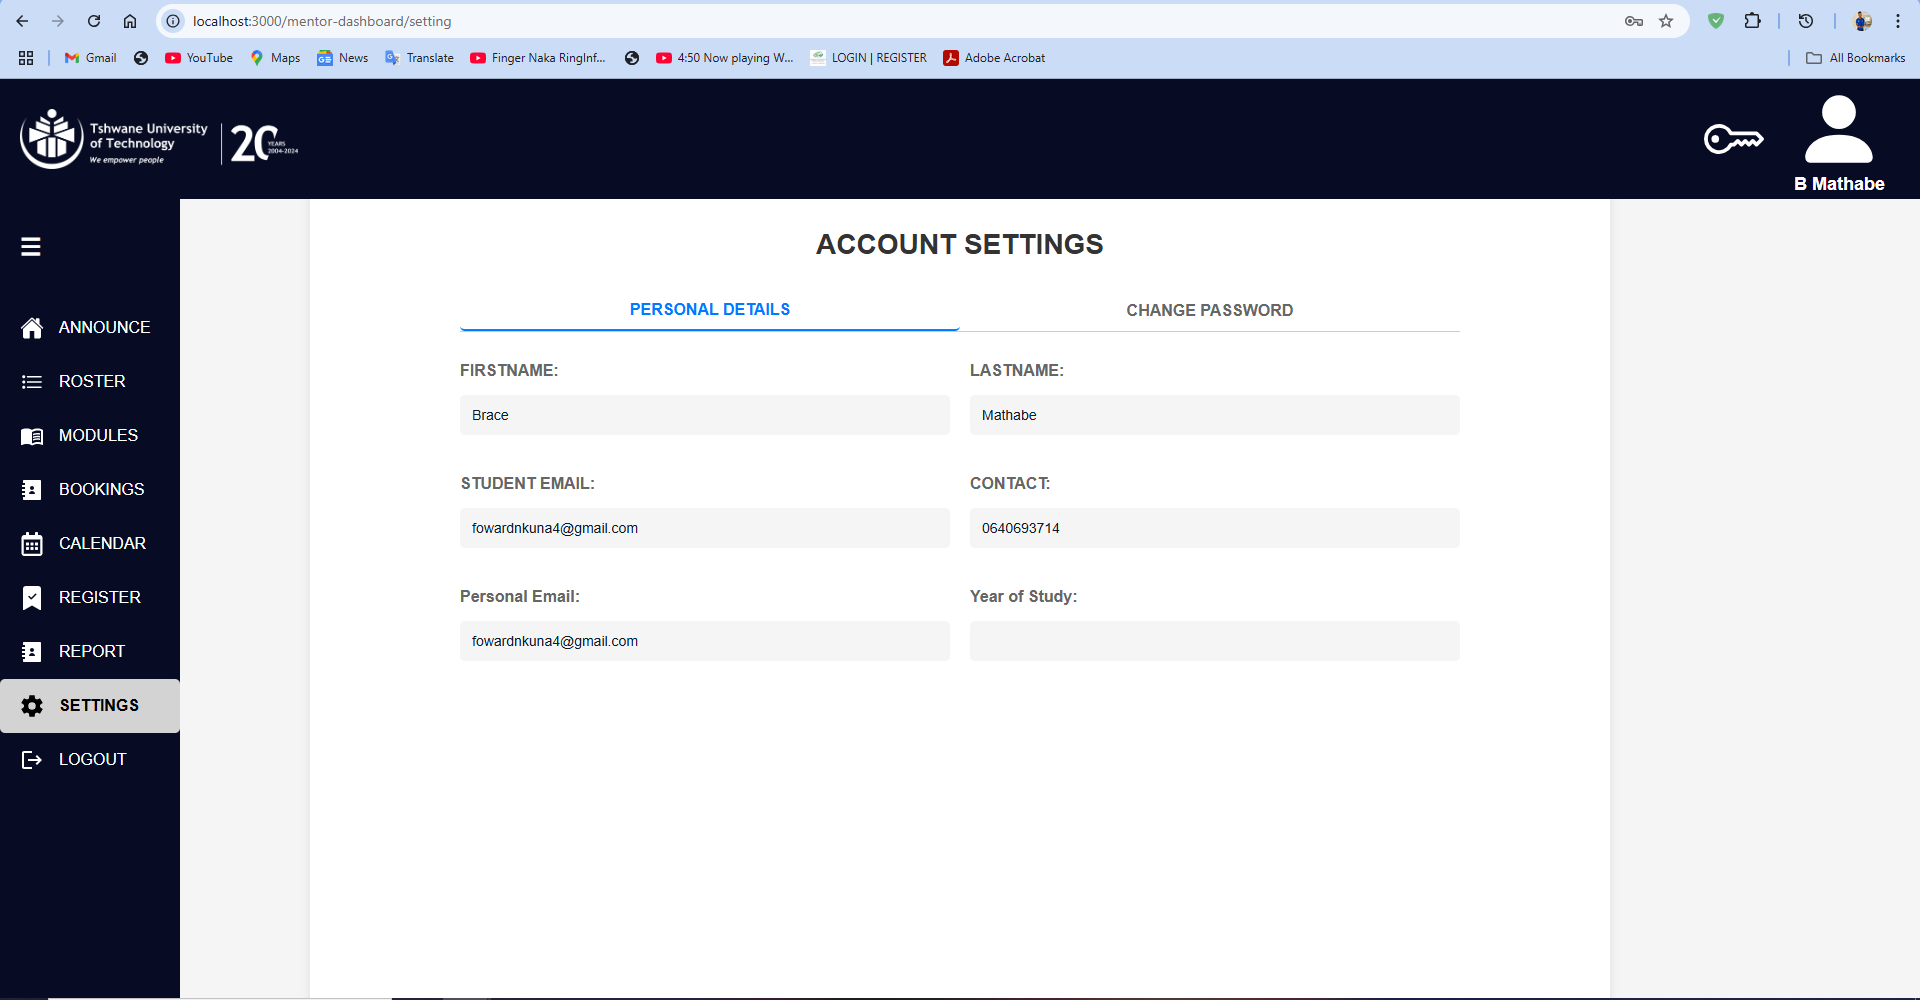 localhost:3000/mentor-dashboard/setting
Gmail YouTube Maps News Translate Finger Naka RingInf... 4:50 Now playing W... LOGIN | REGISTER Adobe Acrobat All Bookmarks
Tshwane University
of Technology
We empower people
20
YEARS
2004-2024
B Mathabe
ACCOUNT SETTINGS
PERSONAL DETAILS CHANGE PASSWORD
ANNOUNCE
ROSTER
MODULES
BOOKINGS
CALENDAR
REGISTER
REPORT
SETTINGS
LOGOUT
FIRSTNAME: LASTNAME:
Brace Mathabe
STUDENT EMAIL: CONTACT:
fowardnkuna4@gmail.com 0640693714
Personal Email: Year of Study:
fowardnkuna4@gmail.com